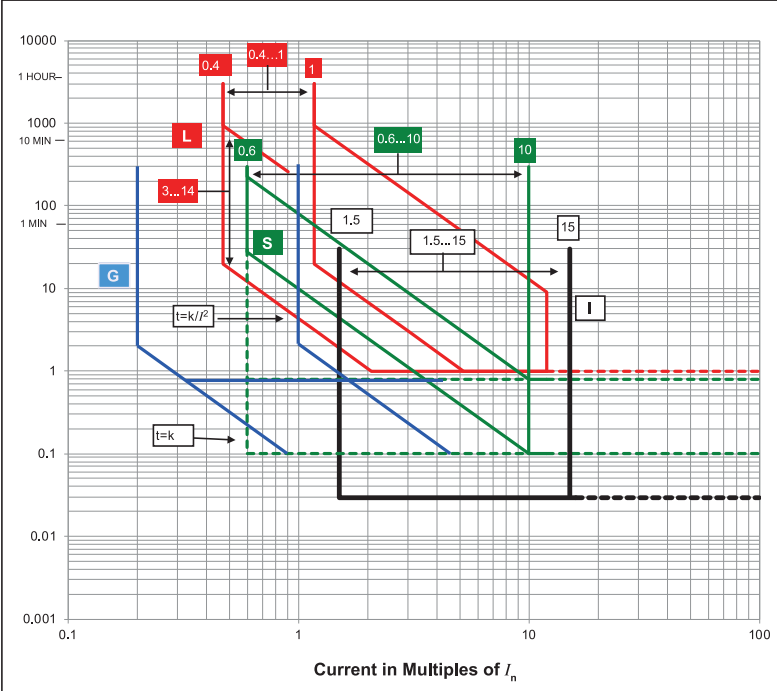 10000
0.4...1
0.4
1
1 HOUR
1000
L
10 MIN
0.6
0.6...10
10
3...14
100
1 MIN
1.5
15
S
1.5...15
G
10
t=k/I²
I
1
t=k
0.1
0.01
0.001
0.1
1
10
100
Current in Multiples of Iₙ